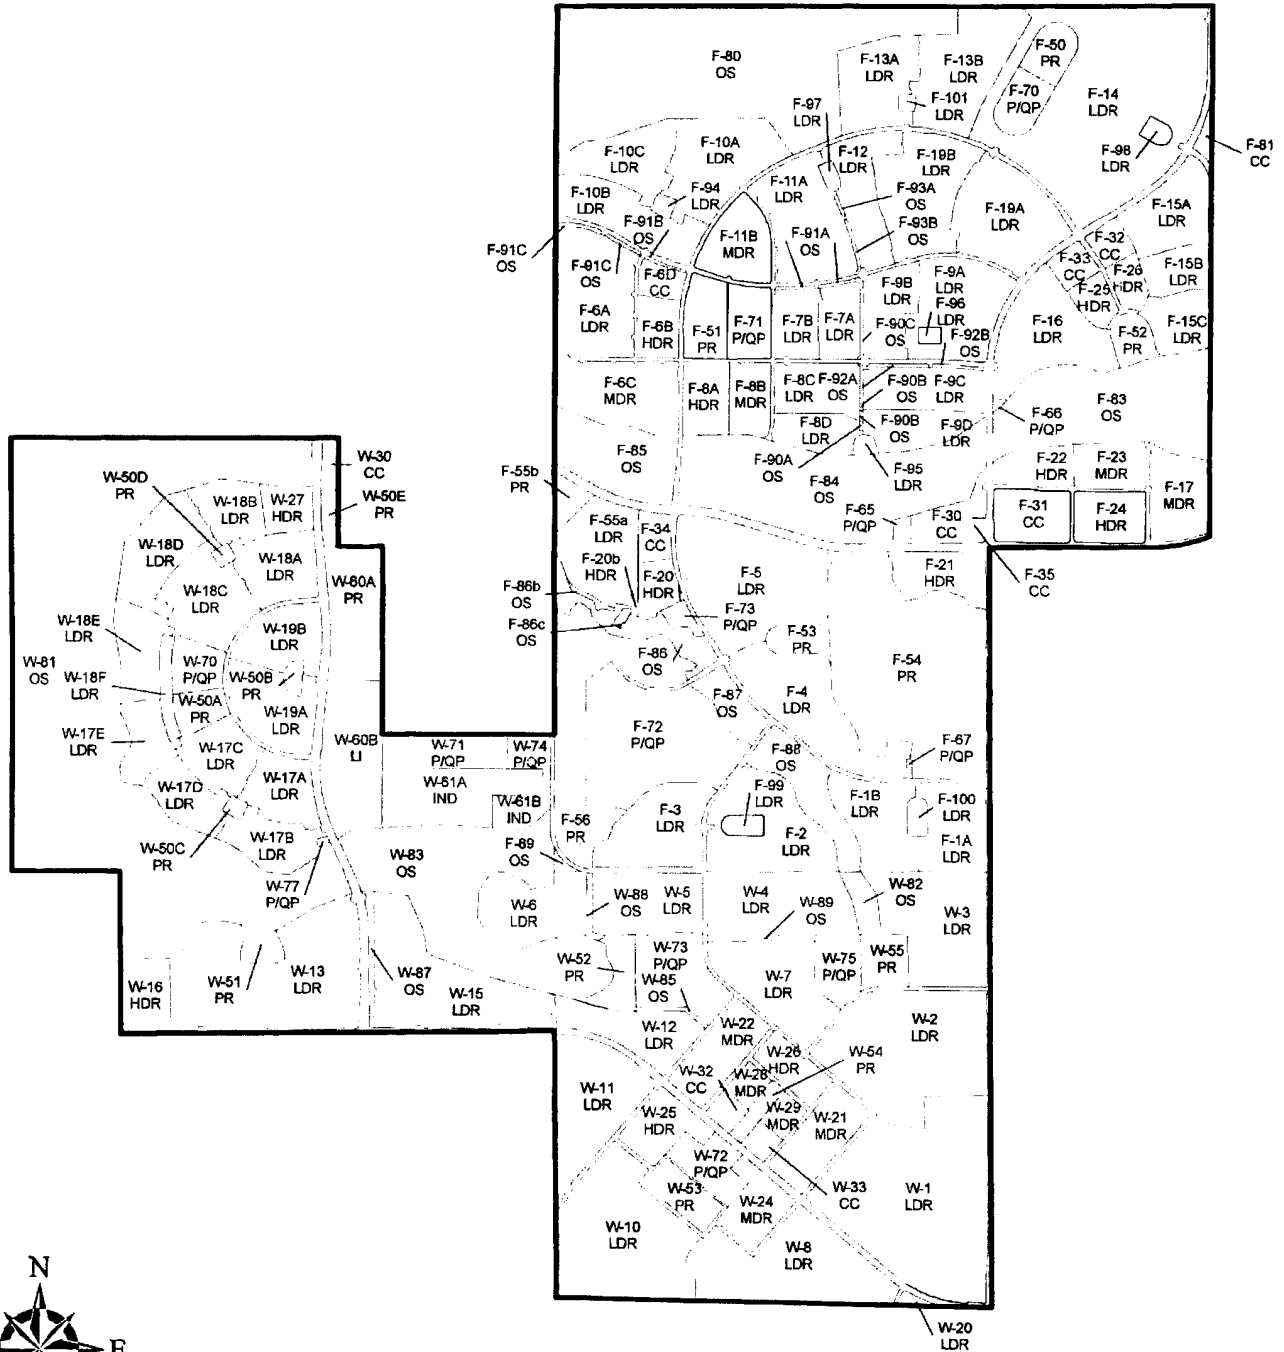 F-50
PR
F-80
OS
F-13A
LDR
F-13B
LDR
F-70
P/QP
F-14
LDR
F-101
LDR
F-97
LDR
F-81
CC
F-98
LDR
F-10C
LDR
F-10A
LDR
F-12
LDR
F-19B
LDR
F-10B
LDR
F-94
LDR
F-11A
LDR
F-93A
OS
F-19A
LDR
F-15A
LDR
F-91B
OS
F-11B
MDR
F-91A
OS
F-93B
OS
F-91C
OS
F-32
CC
F-33
CC
F-26
HDR
F-15B
LDR
F-91C
OS
F-6D
CC
F-9B
LDR
F-9A
LDR
F-25
HDR
F-6A
LDR
F-6B
HDR
F-51
PR
F-71
P/QP
F-7B
LDR
F-7A
LDR
F-90C
OS
F-96
LDR
F-92B
OS
F-16
LDR
F-52
PR
F-15C
LDR
F-6C
MDR
F-8A
HDR
F-8B
MDR
F-8C
LDR
F-92A
OS
F-90B
OS
F-9C
LDR
F-83
OS
F-66
P/QP
F-8D
LDR
F-90B
OS
F-9D
LDR
F-85
OS
F-90A
OS
F-84
OS
F-95
LDR
F-22
HDR
F-23
MDR
F-17
MDR
W-30
CC
W-50D
PR
W-50E
PR
W-18B
LDR
W-27
HDR
F-55b
PR
F-55a
LDR
F-34
CC
F-65
P/QP
F-30
CC
F-31
CC
F-24
HDR
F-35
CC
W-18D
LDR
W-18A
LDR
W-60A
PR
F-20b
HDR
F-20
HDR
F-5
LDR
F-21
HDR
W-18C
LDR
F-86b
OS
F-86c
OS
F-73
P/QP
F-53
PR
W-18E
LDR
W-19B
LDR
F-86
OS
F-54
PR
W-81
OS
W-70
P/QP
W-50B
PR
W-18F
LDR
F-87
OS
F-4
LDR
W-50A
PR
W-19A
LDR
F-72
P/QP
W-17E
LDR
W-17C
LDR
W-60B
LI
W-71
P/QP
W-74
P/QP
F-88
OS
F-67
P/QP
W-17D
LDR
W-17A
LDR
W-61A
IND
F-99
LDR
F-1B
LDR
F-100
LDR
W-61B
IND
F-3
LDR
F-56
PR
F-2
LDR
F-1A
LDR
W-50C
PR
W-17B
LDR
F-89
OS
W-77
P/QP
W-83
OS
W-6
LDR
W-88
OS
W-5
LDR
W-4
LDR
W-89
OS
W-82
OS
W-3
LDR
W-16
HDR
W-51
PR
W-13
LDR
W-87
OS
W-15
LDR
W-52
PR
W-73
P/QP
W-85
OS
W-7
LDR
W-75
P/QP
W-55
PR
W-12
LDR
W-22
MDR
W-2
LDR
W-26
HDR
W-54
PR
W-11
LDR
W-32
CC
W-28
MDR
W-25
HDR
W-29
MDR
W-21
MDR
W-72
P/QP
W-53
PR
W-24
MDR
W-33
CC
W-1
LDR
W-10
LDR
W-8
LDR
W-20
LDR
N
E